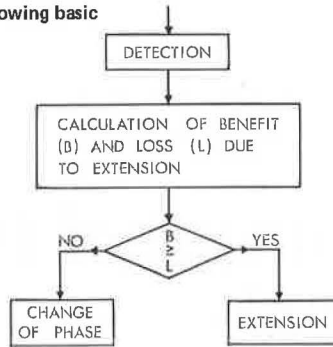 owing basic
DETECTION
CALCULATION OF BENEFIT
(B) AND LOSS (L) DUE
TO EXTENSION
B
≥
L
NO
YES
CHANGE
OF PHASE
EXTENSION